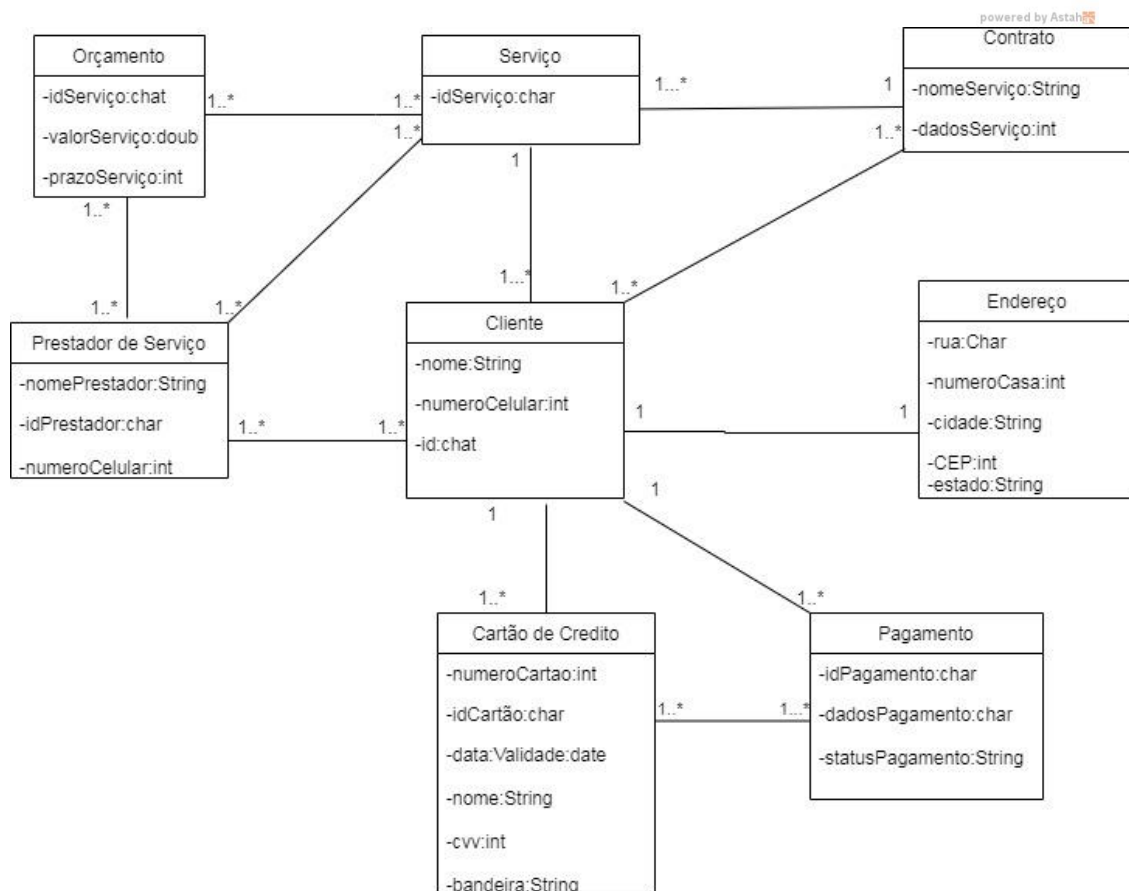 powered by Astah
Orçamento
-idServiço:chat
-valorServiço:doub
-prazoServiço:int
1..*
1..*
Serviço
-idServiço:char
1..*
1..*
1
1...*
Contrato
-nomeServiço:String
-dadosServiço:int
1
1..*
Prestador de Serviço
-nomePrestador:String
-idPrestador:char
-numeroCelular:int
1..*
1..*
1..*
Cliente
-nome:String
-numeroCelular:int
-id:chat
1...*
1..*
1..*
1
1
1
Endereço
-rua:Char
-numeroCasa:int
-cidade:String
-CEP:int
-estado:String
1
Cartão de Credito
-numeroCartao:int
-idCartão:char
-data:Validade:date
-nome:String
-cvv:int
-bandeira:String
1..*
1..*
Pagamento
-idPagamento:char
-dadosPagamento:char
-statusPagamento:String
1..*
1...*